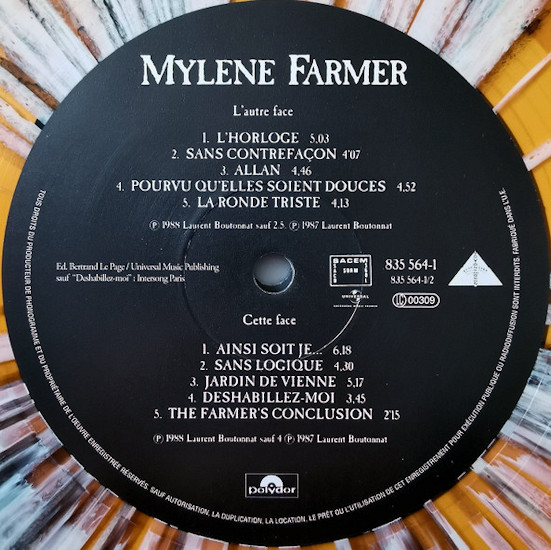 MYLENE FARMER
L'autre face
1. L'HORLOGE 5.03
2. SANS CONTREFAÇON 4'07
3. ALLAN 4.46
4. POURVU QU'ELLES SOIENT DOUCES 4.52
5. LA RONDE TRISTE 4.13
Ⓟ 1988 Laurent Boutonnat sauf 2.5. Ⓟ 1987 Laurent Boutonnat
Ed. Bertrand Le Page / Universal Music Publishing
sauf "Deshabillez-moi" : Intersong Paris
SACEM
UNIVERSAL
835 564-1
835 564-1/2
LC 00309
Cette face
1. AINSI SOIT JE... 6.18
2. SANS LOGIQUE 4.30
3. JARDIN DE VIENNE 5.17
4. DESHABILLEZ-MOI 3.45
5. THE FARMER'S CONCLUSION 2'15
Ⓟ 1988 Laurent Boutonnat sauf 4 Ⓟ 1987 Laurent Boutonnat
polydor
TOUS DROITS DU PRODUCTEUR DE PHONOGRAMME ET DU PROPRIÉTAIRE DE L'OEUVRE ENREGISTRÉE RÉSERVÉS. SAUF AUTORISATION, LA DUPLICATION, LA LOCATION, LE PRÊT OU L'UTILISATION DE CET ENREGISTREMENT POUR EXÉCUTION PUBLIQUE OU RADIODIFFUSION SONT INTERDITS. FABRIQUÉ DANS L'U.E.